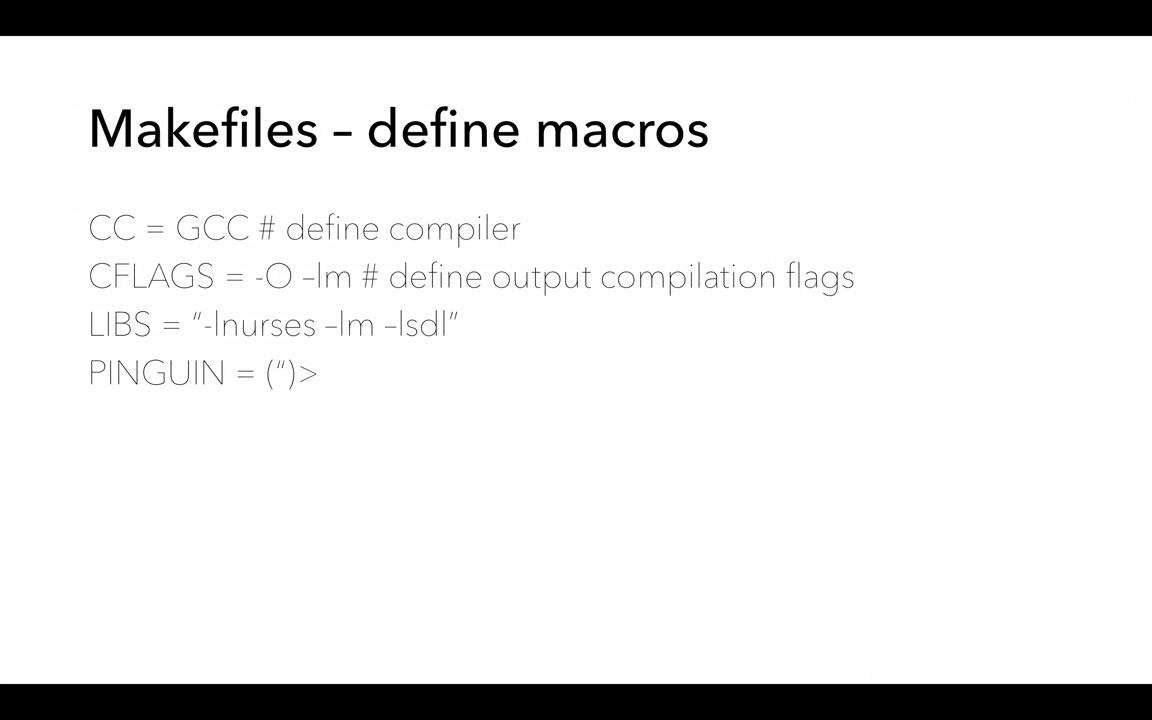 Makefiles – define macros
CC = GCC # define compiler
CFLAGS = -O –lm # define output compilation flags
LIBS = “-lnurses –lm –lsdl”
PINGUIN = (“)>